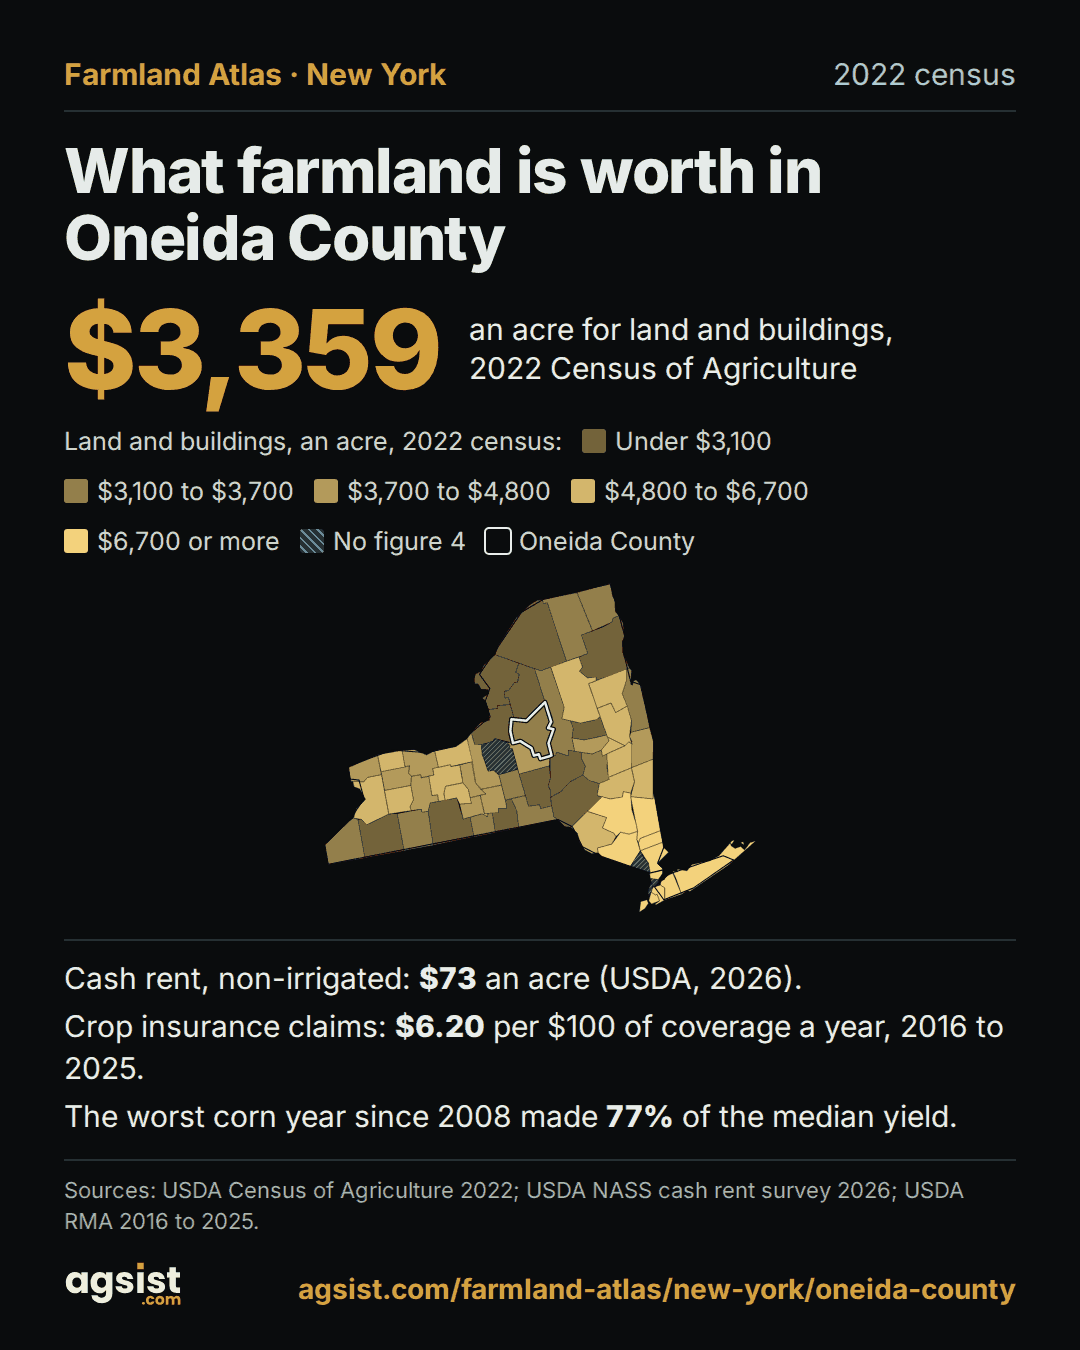 Farmland Atlas · New York
2022 census
What farmland is worth in
Oneida County
$3,359
an acre for land and buildings,
2022 Census of Agriculture
Land and buildings, an acre, 2022 census: Under $3,100
$3,100 to $3,700 $3,700 to $4,800 $4,800 to $6,700
$6,700 or more No figure 4 Oneida County
Cash rent, non-irrigated: $73 an acre (USDA, 2026).
Crop insurance claims: $6.20 per $100 of coverage a year, 2016 to
2025.
The worst corn year since 2008 made 77% of the median yield.
Sources: USDA Census of Agriculture 2022; USDA NASS cash rent survey 2026; USDA
RMA 2016 to 2025.
agsist
.com
agsist.com/farmland-atlas/new-york/oneida-county